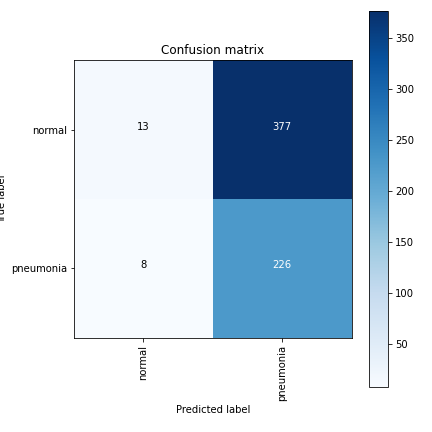 Confusion matrix
normal
13
377
pneumonia
8
226
normal
pneumonia
Predicted label
350
300
250
200
150
100
50